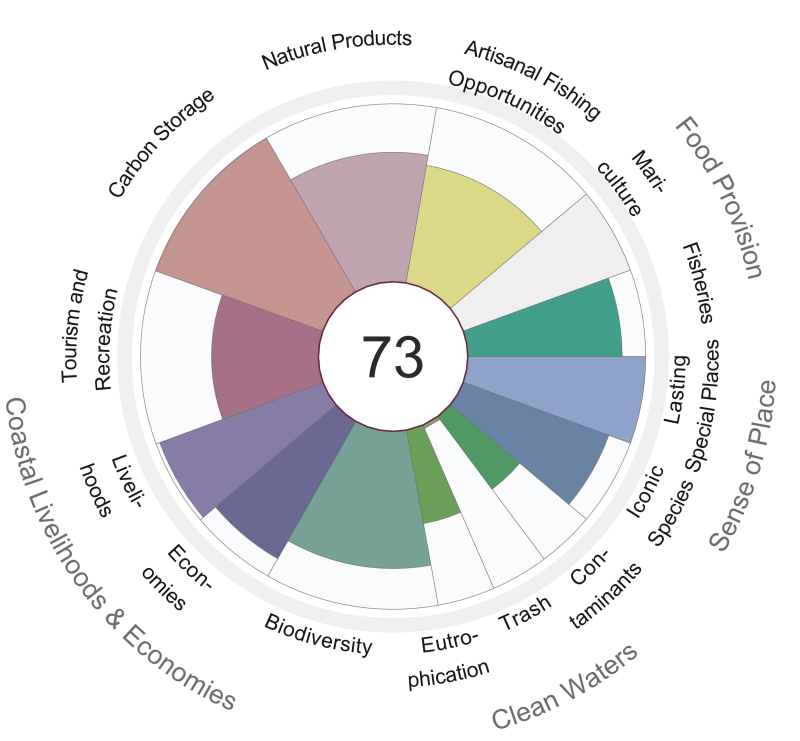 Natural Products
Artisanal Fishing
Opportunities
Mari-
culture
Food Provision
Fisheries
Lasting
Special Places
Sense of Place
Iconic
Species
Con-
taminants
Clean Waters
Trash
Eutro-
phication
Biodiversity
Econ-
omies
Liveli-
hoods
Coastal Livelihoods & Economies
Tourism and
Recreation
Carbon Storage
73